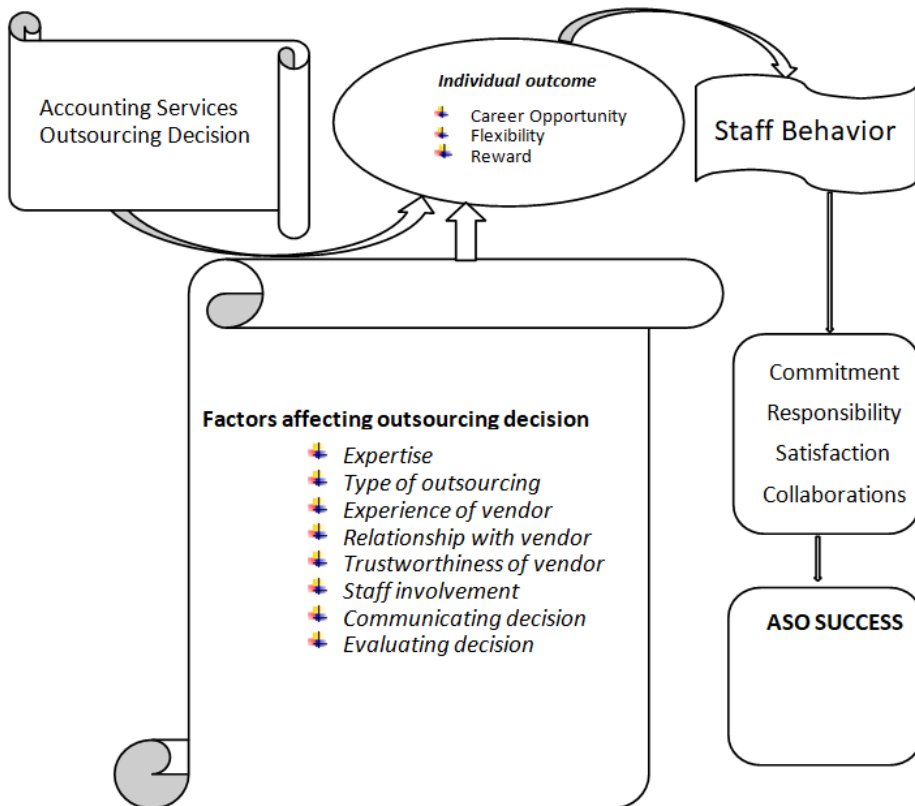 Accounting Services
Outsourcing Decision
Individual outcome
Career Opportunity
Flexibility
Reward
Staff Behavior
Factors affecting outsourcing decision
Expertise
Type of outsourcing
Experience of vendor
Relationship with vendor
Trustworthiness of vendor
Staff involvement
Communicating decision
Evaluating decision
Commitment
Responsibility
Satisfaction
Collaborations
ASO SUCCESS